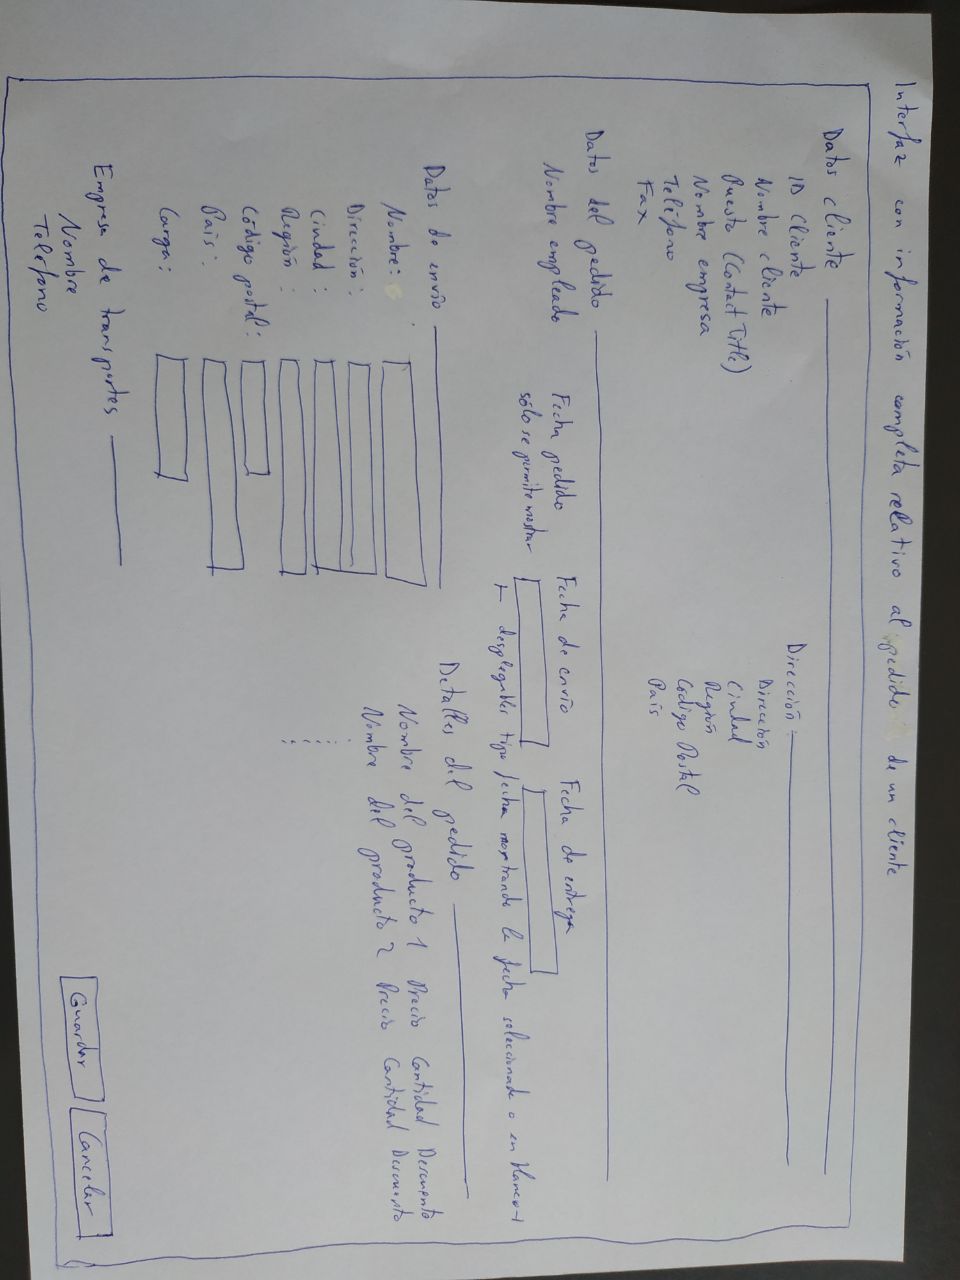 Interfaz con información completa relativo al pedido de un cliente
Datos cliente
ID cliente
Nombre cliente
Puesto (Contact Title)
Nombre empresa
Teléfono
Fax
Dirección:
Dirección
Ciudad
Región
Código Postal
País
Datos del pedido
Nombre empleado
Fecha pedido
sólo se permite mostrar
Fecha de envío
Fecha de entrega
desplegables tipo fecha mostrando la fecha seleccionada o en blanco
Datos de envío
Nombre:
Dirección:
Ciudad:
Región:
Código postal:
País:
Carga:
Detalles del pedido
Nombre del producto 1 Precio Cantidad Descuento
Nombre del producto 2 Precio Cantidad Descuento
Empresa de transportes
Nombre
Teléfono
Guardar
Cancelar